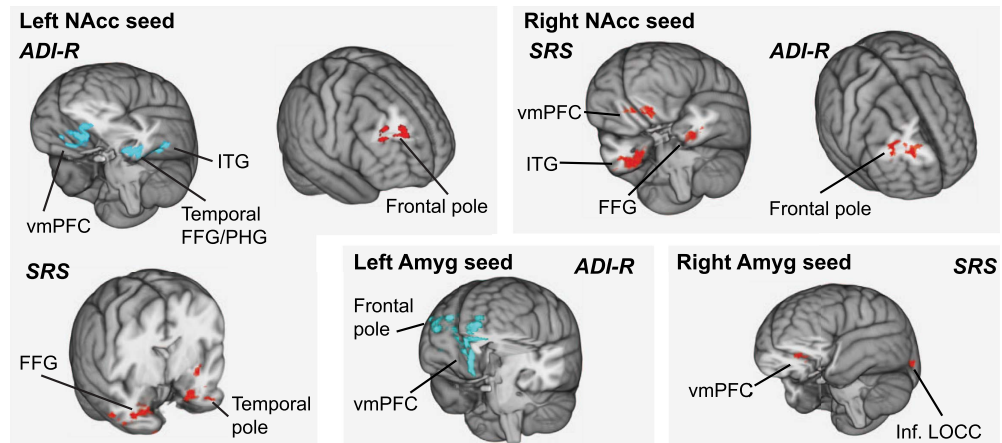 Left NAcc seed
ADI-R
vmPFC
ITG
Temporal
FFG/PHG
Frontal pole
SRS
FFG
Temporal
pole
Right NAcc seed
SRS
ADI-R
vmPFC
ITG
FFG
Frontal pole
Left Amyg seed
ADI-R
Frontal
pole
vmPFC
Right Amyg seed
SRS
vmPFC
Inf. LOCC